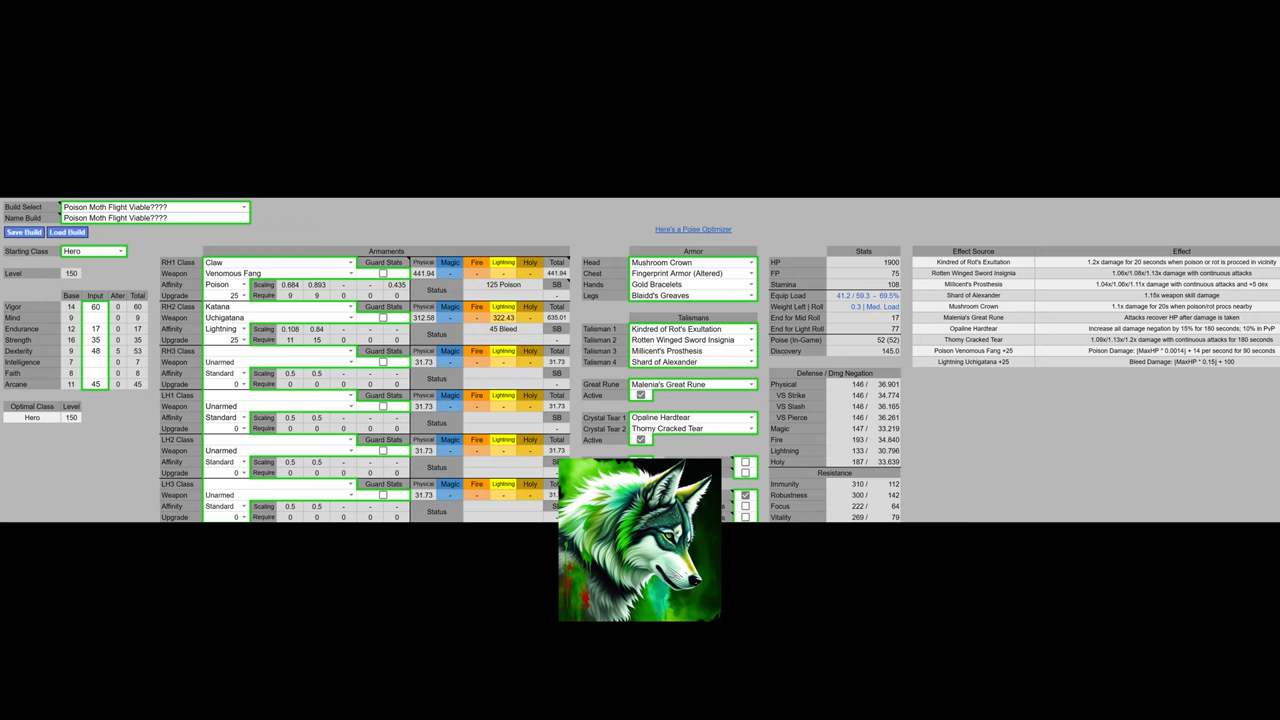 Build Select Poison Moth Flight Viable????
Name Build Poison Moth Flight Viable????
Save Build Load Build
Here's a Poise Optimizer
Starting Class Hero
Level 150
Base Input Alter Total
Vigor 14 60 0 60
Mind 9 0 9
Endurance 12 17 0 17
Strength 16 35 0 35
Dexterity 9 48 5 53
Intelligence 7 0 7
Faith 8 0 8
Arcane 11 45 0 45
Optimal Class Level
Hero 150
Armaments
RH1 Class Claw Guard Stats Physical Magic Fire Lightning Holy Total
Weapon Venomous Fang 441.94 - - - - 441.94
Affinity Poison Scaling 0.684 0.893 - - 0.435 Status 125 Poison SB
Upgrade 25 Require 9 9 0 0 0 -
RH2 Class Katana Guard Stats Physical Magic Fire Lightning Holy Total
Weapon Uchigatana 312.58 - - 322.43 - 635.01
Affinity Lightning Scaling 0.108 0.84 - - - Status 45 Bleed SB
Upgrade 25 Require 11 15 0 0 0 -
RH3 Class Guard Stats Physical Magic Fire Lightning Holy Total
Weapon Unarmed 31.73 - - - - 31.73
Affinity Standard Scaling 0.5 0.5 - - - Status SB
Upgrade 0 Require 0 0 0 0 0 -
LH1 Class Guard Stats Physical Magic Fire Lightning Holy Total
Weapon Unarmed 31.73 - - - - 31.73
Affinity Standard Scaling 0.5 0.5 - - - Status SB
Upgrade 0 Require 0 0 0 0 0 -
LH2 Class Guard Stats Physical Magic Fire Lightning Holy Total
Weapon Unarmed 31.73 - - - - 31.73
Affinity Standard Scaling 0.5 0.5 - - - Status
Upgrade 0 Require 0 0 0 0 0
LH3 Class Guard Stats Physical Magic Fire Lightning Holy
Weapon Unarmed 31.73 - - - - 31.
Affinity Standard Scaling 0.5 0.5 - - - Status
Upgrade 0 Require 0 0 0 0 0
Armor
Head Mushroom Crown
Chest Fingerprint Armor (Altered)
Hands Gold Bracelets
Legs Blaidd's Greaves
Talismans
Talisman 1 Kindred of Rot's Exultation
Talisman 2 Rotten Winged Sword Insignia
Talisman 3 Millicent's Prosthesis
Talisman 4 Shard of Alexander
Great Rune Malenia's Great Rune
Active
Crystal Tear 1 Opaline Hardtear
Crystal Tear 2 Thorny Cracked Tear
Active
Stats
HP 1900
FP 75
Stamina 108
Equip Load 41.2 / 59.3 - 69.5%
Weight Left | Roll 0.3 | Med. Load
End for Mid Roll 17
End for Light Roll 77
Poise (In-Game) 52 (52)
Discovery 145.0
Defense / Dmg Negation
Physical 146 / 36.901
VS Strike 146 / 34.774
VS Slash 146 / 36.165
VS Pierce 146 / 36.261
Magic 147 / 33.219
Fire 193 / 34.840
Lightning 133 / 30.796
Holy 187 / 33.639
Resistance
Immunity 310 / 112
Robustness 300 / 142
Focus 222 / 64
Vitality 269 / 79
Effect Source Effect
Kindred of Rot's Exultation 1.2x damage for 20 seconds when poison or rot is procced in vicinity
Rotten Winged Sword Insignia 1.06x/1.08x/1.13x damage with continuous attacks
Millicent's Prosthesis 1.04x/1.06x/1.11x damage with continuous attacks and +5 dex
Shard of Alexander 1.15x weapon skill damage
Mushroom Crown 1.1x damage for 20s when poison/rot procs nearby
Malenia's Great Rune Attacks recover HP after damage is taken
Opaline Hardtear Increase all damage negation by 15% for 180 seconds; 10% in PvP
Thorny Cracked Tear 1.09x/1.13x/1.2x damage with continuous attacks for 180 seconds
Poison Venomous Fang +25 Poison Damage: [MaxHP * 0.0014] + 14 per second for 90 seconds
Lightning Uchigatana +25 Bleed Damage: [MaxHP * 0.15] + 100